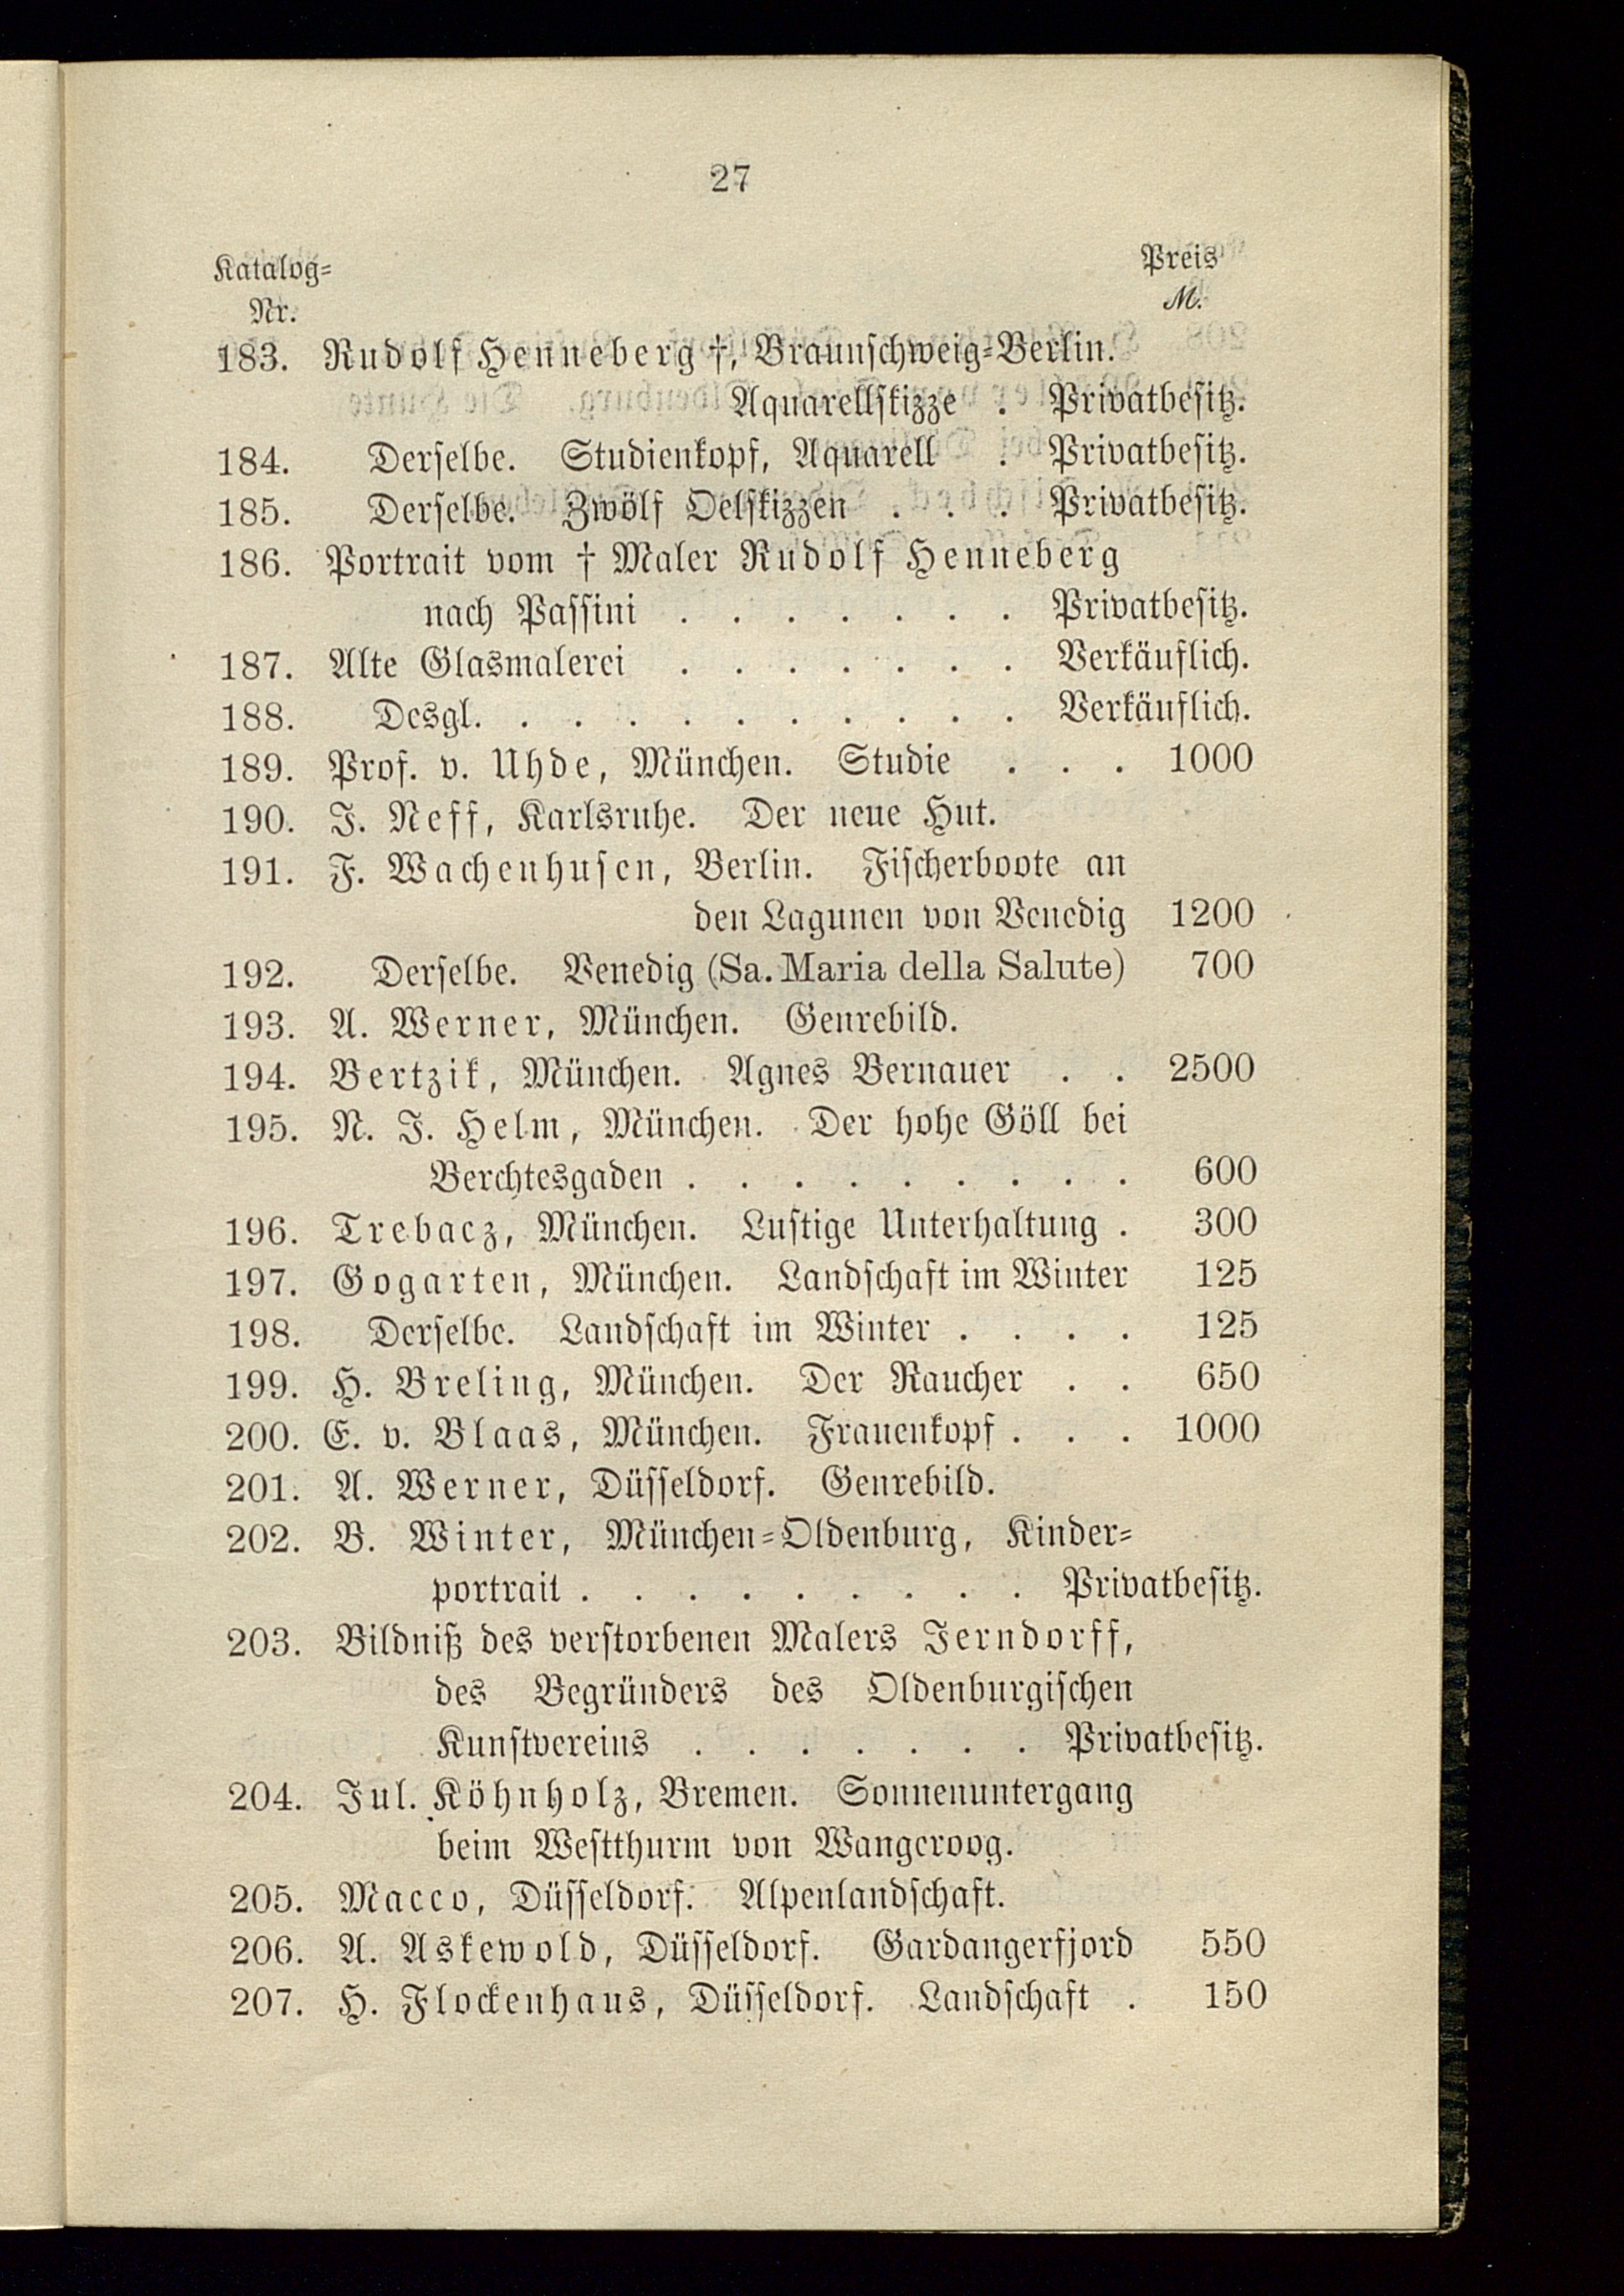 27
Katalog-
Nr.
Preis
M.
183. Rudolf Henneberg †, Braunschweig-Berlin.
Aquarellskizze . Privatbesitz.
184. Derselbe. Studienkopf, Aquarell . Privatbesitz.
185. Derselbe. Zwölf Oelskizzen . . . Privatbesitz.
186. Portrait vom † Maler Rudolf Henneberg
nach Passini . . . . . . . Privatbesitz.
187. Alte Glasmalerei . . . . . . . Verkäuflich.
188. Desgl. . . . . . . . . . . Verkäuflich.
189. Prof. v. Uhde, München. Studie . . . 1000
190. J. Neff, Karlsruhe. Der neue Hut.
191. F. Wachenhusen, Berlin. Fischerboote an
den Lagunen von Venedig 1200
192. Derselbe. Venedig (Sa. Maria della Salute) 700
193. A. Werner, München. Genrebild.
194. Bertzik, München. Agnes Bernauer . . 2500
195. N. J. Helm, München. Der hohe Göll bei
Berchtesgaden . . . . . . . . . 600
196. Trebacz, München. Lustige Unterhaltung . 300
197. Gogarten, München. Landschaft im Winter 125
198. Derselbe. Landschaft im Winter . . . . 125
199. H. Breling, München. Der Raucher . . 650
200. E. v. Blaas, München. Frauenkopf . . . 1000
201. A. Werner, Düsseldorf. Genrebild.
202. B. Winter, München-Oldenburg, Kinder-
portrait . . . . . . . . . Privatbesitz.
203. Bildniß des verstorbenen Malers Jerndorff,
des Begründers des Oldenburgischen
Kunstvereins . . . . . . . Privatbesitz.
204. Jul. Köhnholz, Bremen. Sonnenuntergang
beim Westthurm von Wangeroog.
205. Macco, Düsseldorf. Alpenlandschaft.
206. A. Askewold, Düsseldorf. Gardangerfjord 550
207. H. Flockenhaus, Düsseldorf. Landschaft . 150